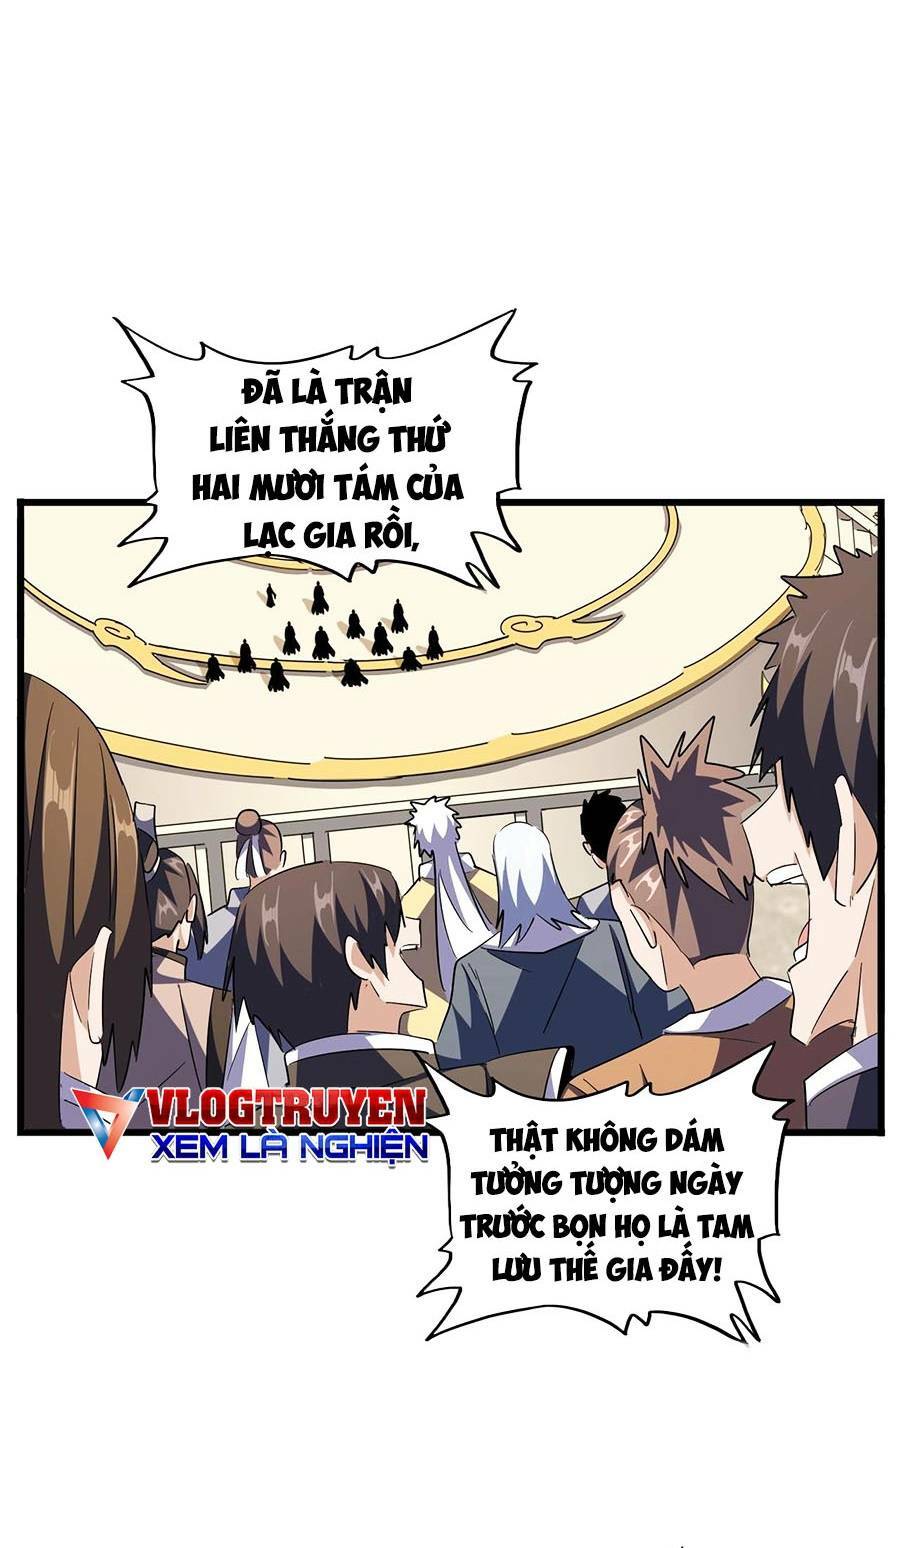 ĐÃ LÀ TRẬN
LIÊN THẮNG THỨ
HAI MƯƠI TÁM CỦA
LẠC GIA RỒI,
VLOGTRUYEN
XEM LÀ NGHIỆN
THẬT KHÔNG DÁM
TƯỞNG TƯỢNG NGÀY
TRƯỚC BỌN HỌ LÀ TAM
LƯU THẾ GIA ĐẤY!